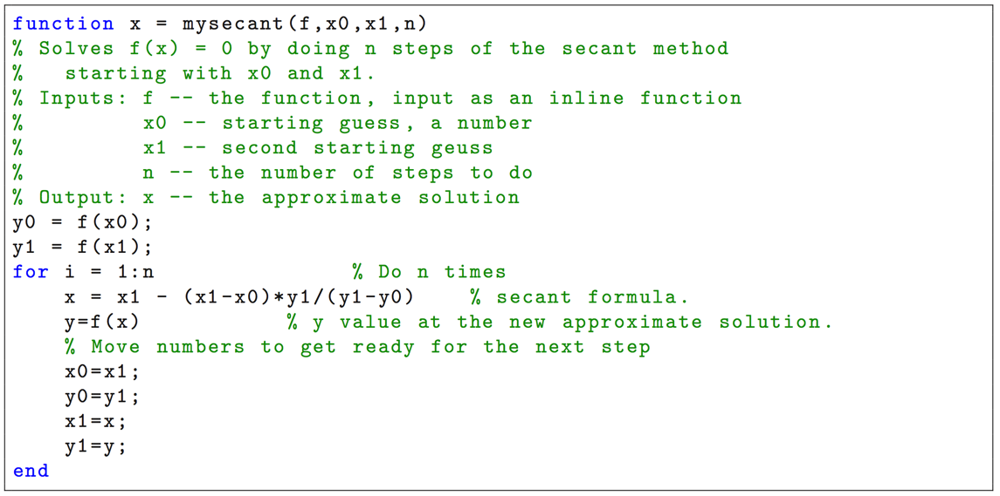 function x = mysecant(f,x0,x1,n)
% Solves f(x) = 0 by doing n steps of the secant method
%   starting with x0 and x1.
% Inputs: f -- the function, input as an inline function
%         x0 -- starting guess, a number
%         x1 -- second starting geuss
%         n -- the number of steps to do
% Output: x -- the approximate solution
y0 = f(x0);
y1 = f(x1);
for i = 1:n               % Do n times
    x = x1 - (x1-x0)*y1/(y1-y0)    % secant formula.
    y=f(x)           % y value at the new approximate solution.
    % Move numbers to get ready for the next step
    x0=x1;
    y0=y1;
    x1=x;
    y1=y;
end